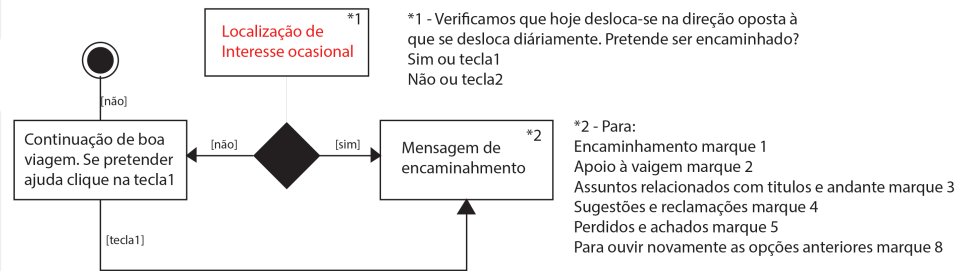 *1
Localização de
Interesse ocasional
*1 - Verificamos que hoje desloca-se na direção oposta à
que se desloca diáriamente. Pretende ser encaminhado?
Sim ou tecla1
Não ou tecla2
[não]
Continuação de boa
viagem. Se pretender
ajuda clique na tecla1
[não]
[sim]
*2
Mensagem de
encaminahmento
*2 - Para:
Encaminhamento marque 1
Apoio à vaigem marque 2
Assuntos relacionados com titulos e andante marque 3
Sugestões e reclamações marque 4
Perdidos e achados marque 5
Para ouvir novamente as opções anteriores marque 8
[tecla1]